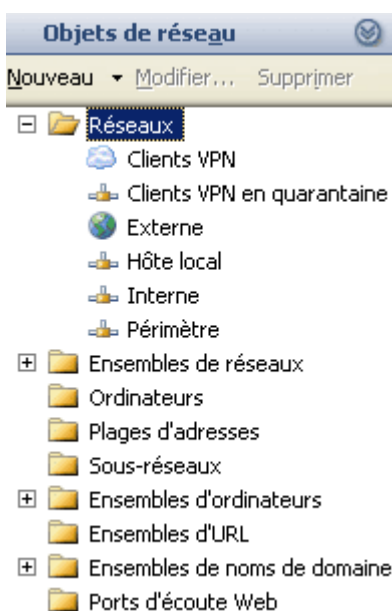 Objets de réseau
Nouveau Modifier... Supprimer
Réseaux
Clients VPN
Clients VPN en quarantaine
Externe
Hôte local
Interne
Périmètre
Ensembles de réseaux
Ordinateurs
Plages d'adresses
Sous-réseaux
Ensembles d'ordinateurs
Ensembles d'URL
Ensembles de noms de domaine
Ports d'écoute Web